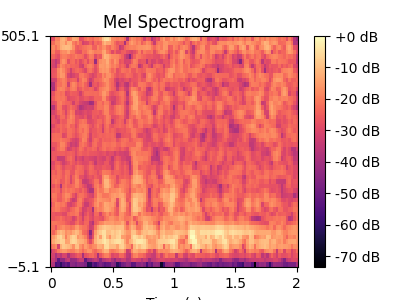 Mel Spectrogram
505.1
−5.1
0
0.5
1
1.5
2
+0 dB
-10 dB
-20 dB
-30 dB
-40 dB
-50 dB
-60 dB
-70 dB